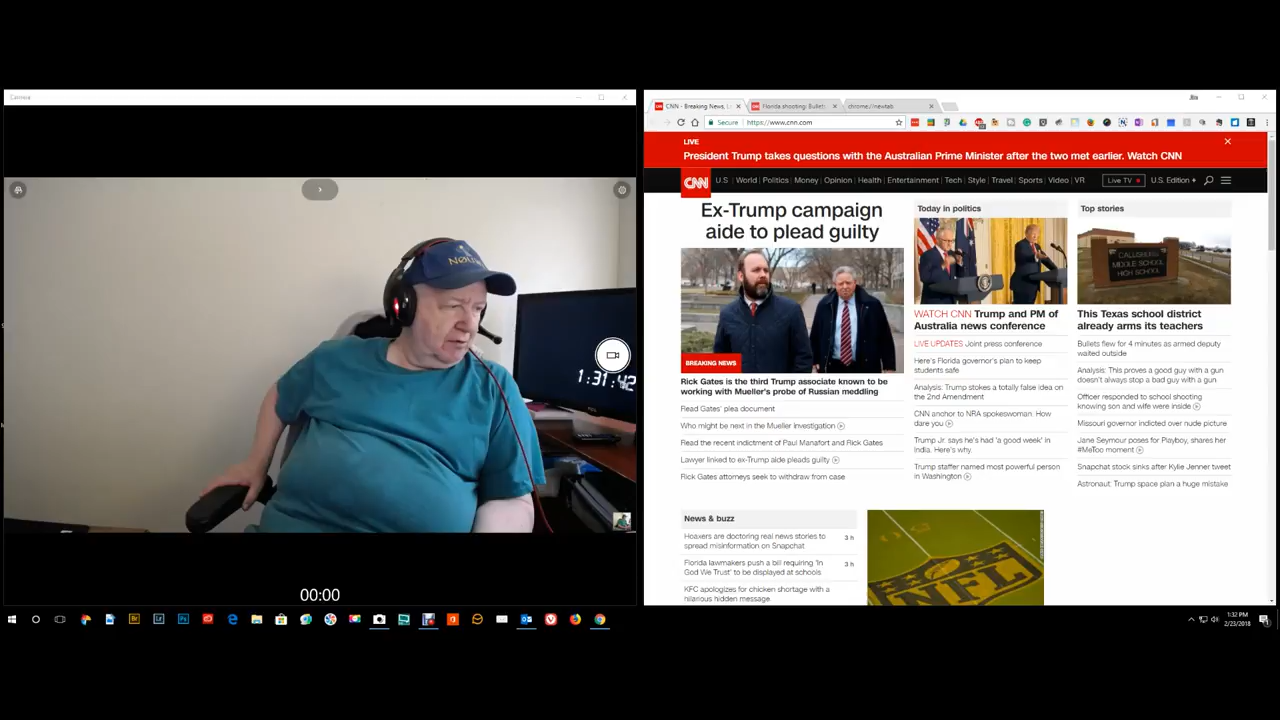 Camera
1:31:42
00:00
CNN - Breaking News, L
Florida shooting: Bullets
chrome://newtab
Secure
https://www.cnn.com
LIVE
President Trump takes questions with the Australian Prime Minister after the two met earlier. Watch CNN
CNN
U.S World Politics Money Opinion Health Entertainment Tech Style Travel Sports Video VR
Live TV
U.S. Edition +
Ex-Trump campaign
aide to plead guilty
BREAKING NEWS
Rick Gates is the third Trump associate known to be
working with Mueller's probe of Russian meddling
Read Gates' plea document
Who might be next in the Mueller investigation
Read the recent indictment of Paul Manafort and Rick Gates
Lawyer linked to ex-Trump aide pleads guilty
Rick Gates attorneys seek to withdraw from case
Today in politics
WATCH CNN Trump and PM of
Australia news conference
LIVE UPDATES Joint press conference
Here's Florida governor's plan to keep
students safe
Analysis: Trump stokes a totally false idea on
the 2nd Amendment
CNN anchor to NRA spokeswoman: How
dare you
Trump Jr. says he's had 'a good week' in
India. Here's why.
Trump staffer named most powerful person
in Washington
Top stories
CALLISBURG
MIDDLE SCHOOL
HIGH SCHOOL
This Texas school district
already arms its teachers
Bullets flew for 4 minutes as armed deputy
waited outside
Analysis: This proves a good guy with a gun
doesn't always stop a bad guy with a gun
Officer responded to school shooting
knowing son and wife were inside
Missouri governor indicted over nude picture
Jane Seymour poses for Playboy, shares her
#MeToo moment
Snapchat stock sinks after Kylie Jenner tweet
Astronaut: Trump space plan a huge mistake
News & buzz
Hoaxers are doctoring real news stories to
spread misinformation on Snapchat
3 h
Florida lawmakers push a bill requiring 'In
God We Trust' to be displayed at schools
3 h
KFC apologizes for chicken shortage with a
hilarious hidden message
NFL
1:32 PM
2/23/2018